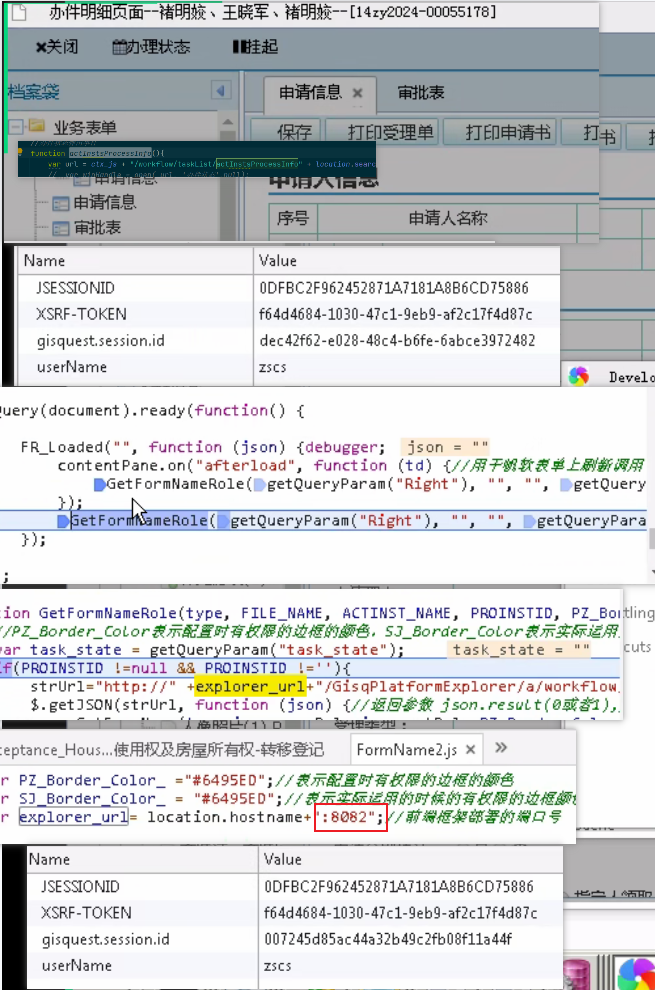 办件明细页面--褚明姣、王晓军、褚明姣--[14zy2024-00055178]
关闭 办理状态 挂起
档案袋 申请信息 审批表
业务表单
保存 打印受理单 打印申请书 打 书
function actInstsProcessInfo(){
var url = ctx.js + "/workflow/taskList/actInstsProcessInfo" + location.searc
申请信息 申请人信息
申请信息 序号 申请人名称
审批表
Name Value
JSESSIONID 0DFBC2F962452871A7181A8B6CD75886
XSRF-TOKEN f64d4684-1030-47c1-9eb9-af2c17f4d87c
gisquest.session.id dec42f62-e028-48c4-b6fe-6abce3972482
userName zscs
Develo
Query(document).ready(function() {
FR_Loaded("", function (json) {debugger; json = ""
contentPane.on("afterload", function (td) {//用于帆软表单上刷新调用
GetFormNameRole(getQueryParam("Right"), "", "", getQuery
});
GetFormNameRole(getQueryParam("Right"), "", "", getQueryPara
});
;
tion GetFormNameRole(type, FILE_NAME, ACTINST_NAME, PROINSTID, PZ_Bo tling
//PZ_Border_Color表示配置时有权限的边框的颜色，SJ_Border_Color表示实际运用
var task_state = getQueryParam("task_state"); task_state = "" cuts
if(PROINSTID !=null && PROINSTID !=''){
strUrl="http://" +explorer_url+"/GisqPlatformExplorer/a/workflow
$.getJSON(strUrl, function (json) {//返回参数 json.result(0或者1),
ceptance_Hous...使用权及房屋所有权-转移登记 FormName2.js × »
r PZ_Border_Color_ ="#6495ED";//表示配置时有权限的边框的颜色
r SJ_Border_Color_ = "#6495ED";//表示实际运用的时候的有权限的边框颜
r explorer_url= location.hostname+":8082";//前端框架部署的端口号
Name Value
JSESSIONID 0DFBC2F962452871A7181A8B6CD75886
XSRF-TOKEN f64d4684-1030-47c1-9eb9-af2c17f4d87c
gisquest.session.id 007245d85ac44a32b49c2fb08f11a44f
userName zscs